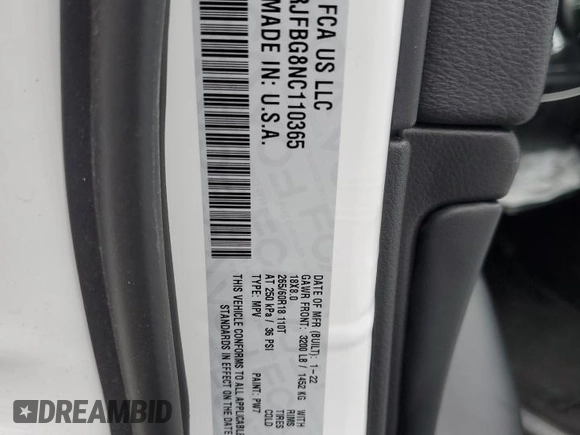 FCA US LLC
RJFBG8NC110365
MADE IN: U.S.A.
DATE OF MFR (BUILT): 1-22
GAWR FRONT: 3200 LB / 1452 KG WITH
18X8.0 RIMS
265/60R18 110T TIRES
AT 250 kPa / 36 PSI COLD
TYPE: MPV PAINT: PW7
THIS VEHICLE CONFORMS TO ALL APPLICABLE
STANDARDS IN EFFECT ON THE DATE
DREAMBID